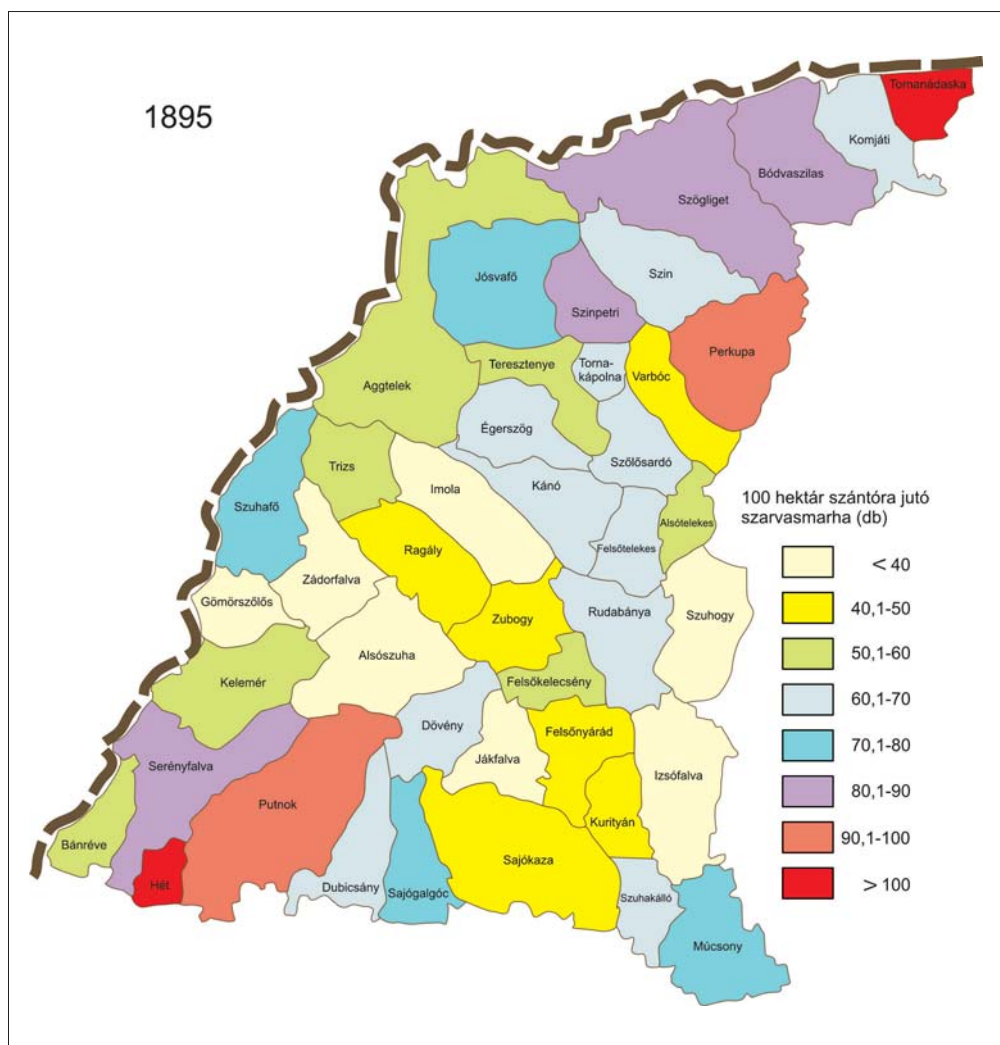 1895
Tornanádaska
Komjáti
Bódvaszilas
Szögliget
Szin
Jósvafő
Szinpetri
Perkupa
Torna-
kápolna
Teresztenye
Varbóc
Aggtelek
Égerszög
Szőlősardó
Trizs
Imola
Kánó
Szuhafő
Alsótelekes
Ragály
Felsőtelekes
Zádorfalva
Gömörszőlős
Zubogy
Rudabánya
Szuhogy
Alsószuha
Kelemér
Felsőkelecsény
Dövény
Felsőnyárád
Serényfalva
Jákfalva
Izsófalva
Putnok
Kurityán
Bánréve
Sajókaza
Hét
Dubicsány
Sajógalgóc
Szuhakálló
Múcsony
100 hektár szántóra jutó
szarvasmarha (db)
< 40
40,1-50
50,1-60
60,1-70
70,1-80
80,1-90
90,1-100
> 100